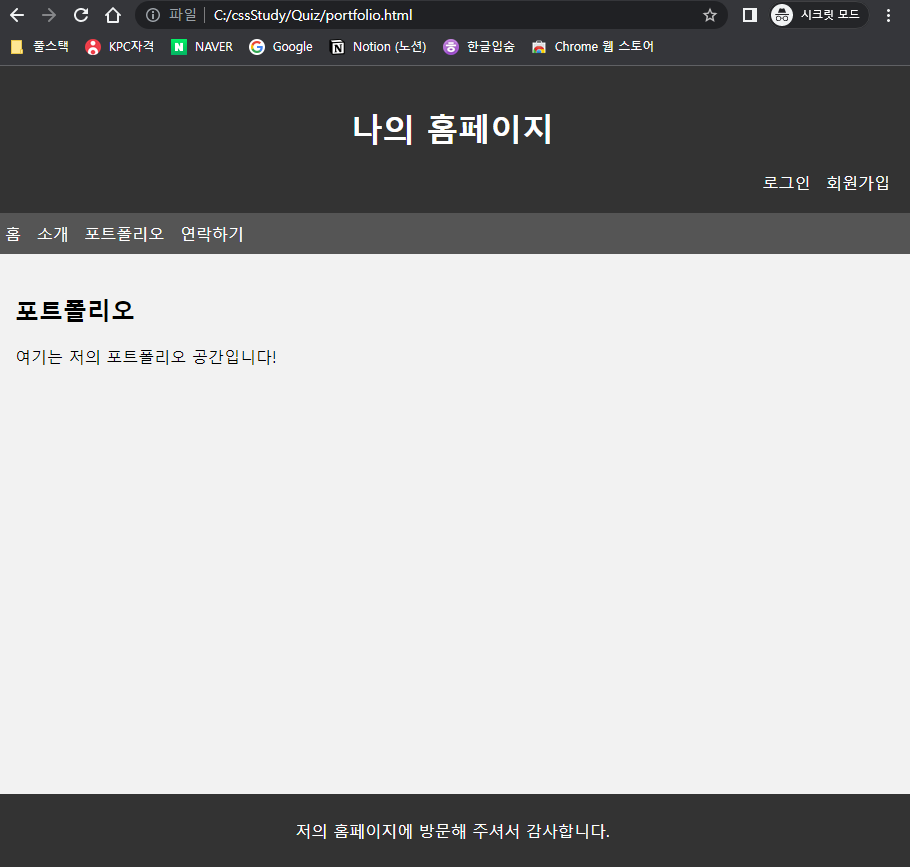 파일 C:/cssStudy/Quiz/portfolio.html 시크릿 모드
풀스택 KPC자격 N NAVER G Google N Notion (노션) ㅎ 한글입숨 Chrome 웹 스토어
나의 홈페이지
로그인 회원가입
홈 소개 포트폴리오 연락하기
포트폴리오
여기는 저의 포트폴리오 공간입니다!
저의 홈페이지에 방문해 주셔서 감사합니다.